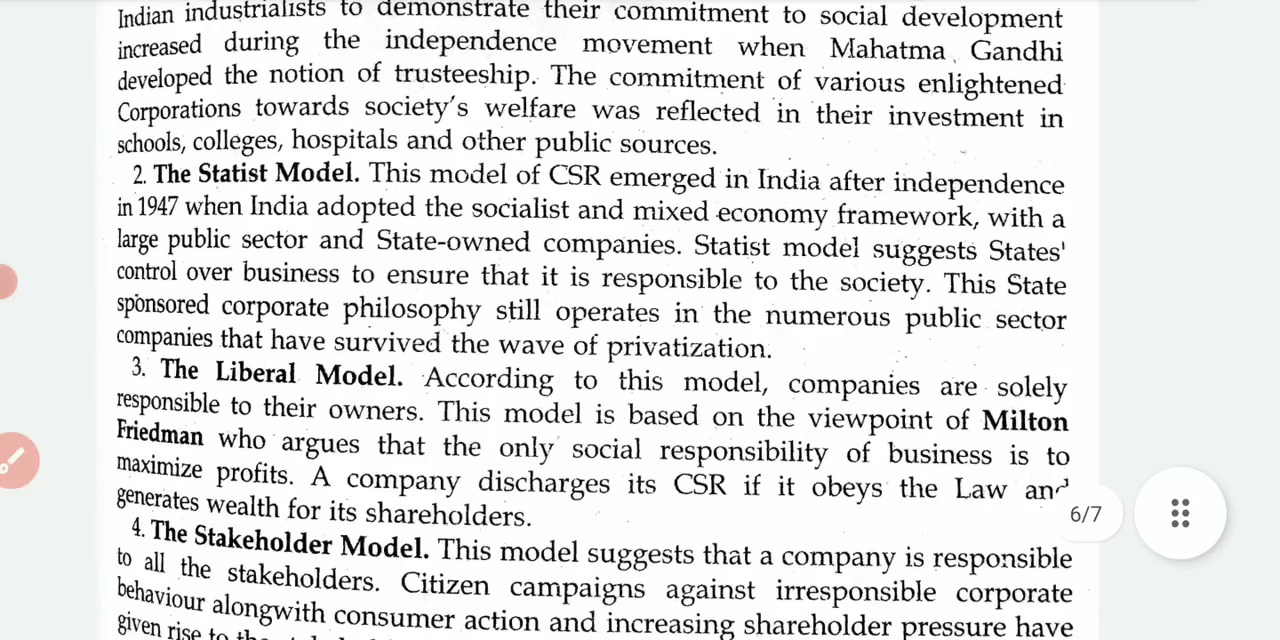 Indian industrialists to demonstrate their commitment to social development
increased during the independence movement when Mahatma Gandhi
developed the notion of trusteeship. The commitment of various enlightened
Corporations towards society's welfare was reflected in their investment in
schools, colleges, hospitals and other public sources.
2. The Statist Model. This model of CSR emerged in India after independence
in 1947 when India adopted the socialist and mixed economy framework, with a
large public sector and State-owned companies. Statist model suggests States'
control over business to ensure that it is responsible to the society. This State
sponsored corporate philosophy still operates in the numerous public sector
companies that have survived the wave of privatization.
3. The Liberal Model. According to this model, companies are solely
responsible to their owners. This model is based on the viewpoint of Milton
Friedman who argues that the only social responsibility of business is to
maximize profits. A company discharges its CSR if it obeys the Law and
generates wealth for its shareholders.
6/7
4. The Stakeholder Model. This model suggests that a company is responsible
to all the stakeholders. Citizen campaigns against irresponsible corporate
behaviour alongwith consumer action and increasing shareholder pressure have
given rise to